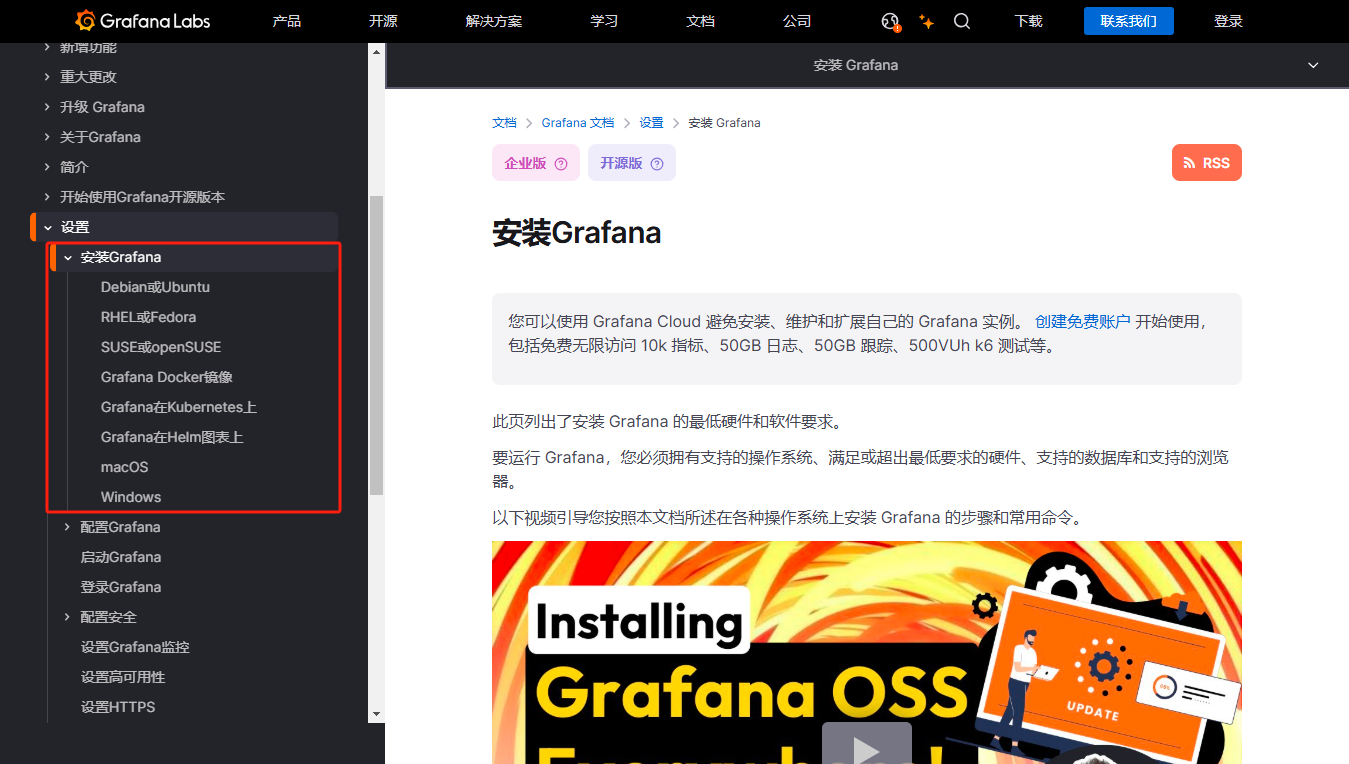 Grafana Labs
产品
开源
解决方案
学习
文档
公司
下载
联系我们
登录
新增功能
重大更改
升级 Grafana
关于Grafana
简介
开始使用Grafana开源版本
设置
安装Grafana
Debian或Ubuntu
RHEL或Fedora
SUSE或openSUSE
Grafana Docker镜像
Grafana在Kubernetes上
Grafana在Helm图表上
macOS
Windows
配置Grafana
启动Grafana
登录Grafana
配置安全
设置Grafana监控
设置高可用性
设置HTTPS
安装 Grafana
文档 > Grafana 文档 > 设置 > 安装 Grafana
企业版
开源版
RSS
安装Grafana
您可以使用 Grafana Cloud 避免安装、维护和扩展自己的 Grafana 实例。 创建免费账户 开始使用，
包括免费无限访问 10k 指标、50GB 日志、50GB 跟踪、500VUh k6 测试等。
此页列出了安装 Grafana 的最低硬件和软件要求。
要运行 Grafana，您必须拥有支持的操作系统、满足或超出最低要求的硬件、支持的数据库和支持的浏览
器。
以下视频引导您按照本文档所述在各种操作系统上安装 Grafana 的步骤和常用命令。
Installing
Grafana OSS
UPDATE